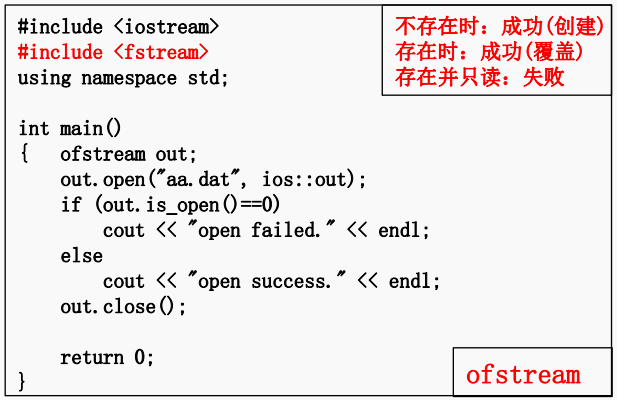 #include <iostream>
#include <fstream>
using namespace std;
不存在时：成功(创建)
存在时：成功(覆盖)
存在并只读：失败
int main()
{   ofstream out;
    out.open("aa.dat", ios::out);
    if (out.is_open()==0)
        cout << "open failed." << endl;
    else
        cout << "open success." << endl;
    out.close();
    return 0;
}
ofstream